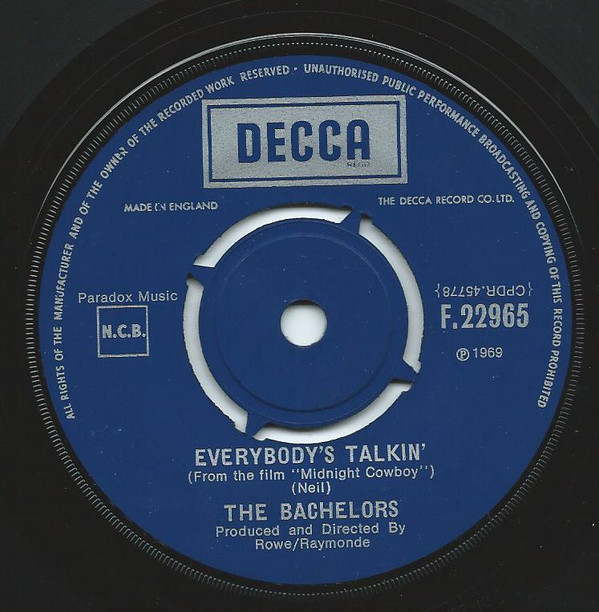 ALL RIGHTS OF THE MANUFACTURER AND OF THE OWNER OF THE RECORDED WORK RESERVED · UNAUTHORISED PUBLIC PERFORMANCE BROADCASTING AND COPYING OF THIS RECORD PROHIBITED
DECCA
REGD
MADE IN ENGLAND
THE DECCA RECORD CO. LTD.
Paradox Music
N.C.B.
{CPDR.45778}
F.22965
℗ 1969
EVERYBODY'S TALKIN'
(From the film "Midnight Cowboy")
(Neil)
THE BACHELORS
Produced and Directed By
Rowe/Raymonde